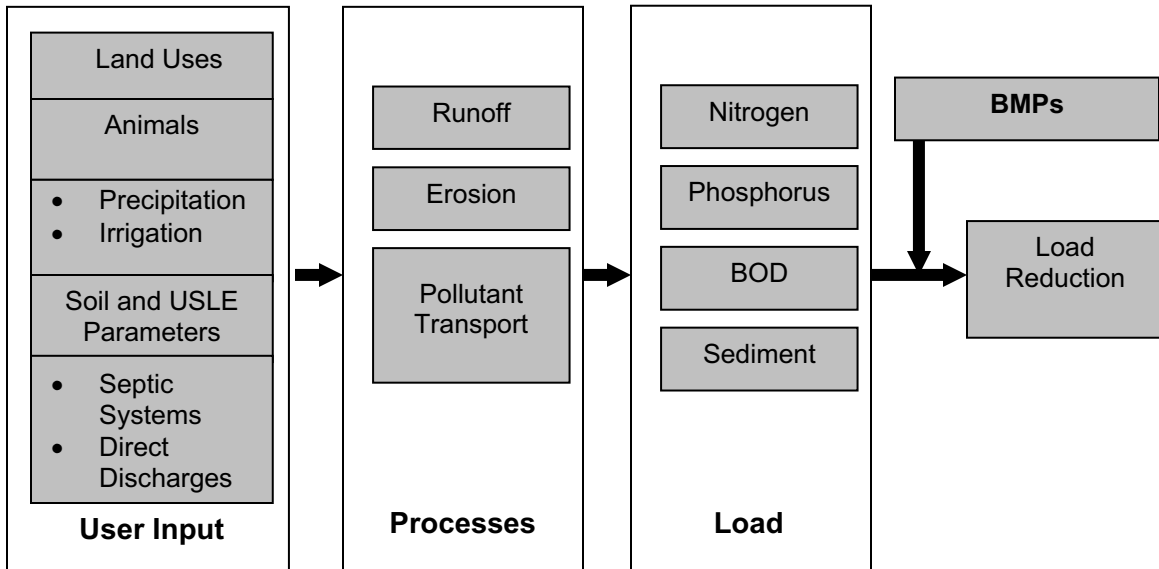 Land Uses
Animals
• Precipitation
• Irrigation
Soil and USLE
Parameters
• Septic
Systems
• Direct
Discharges
User Input
Runoff
Erosion
Pollutant
Transport
Processes
Nitrogen
Phosphorus
BOD
Sediment
Load
BMPs
Load
Reduction